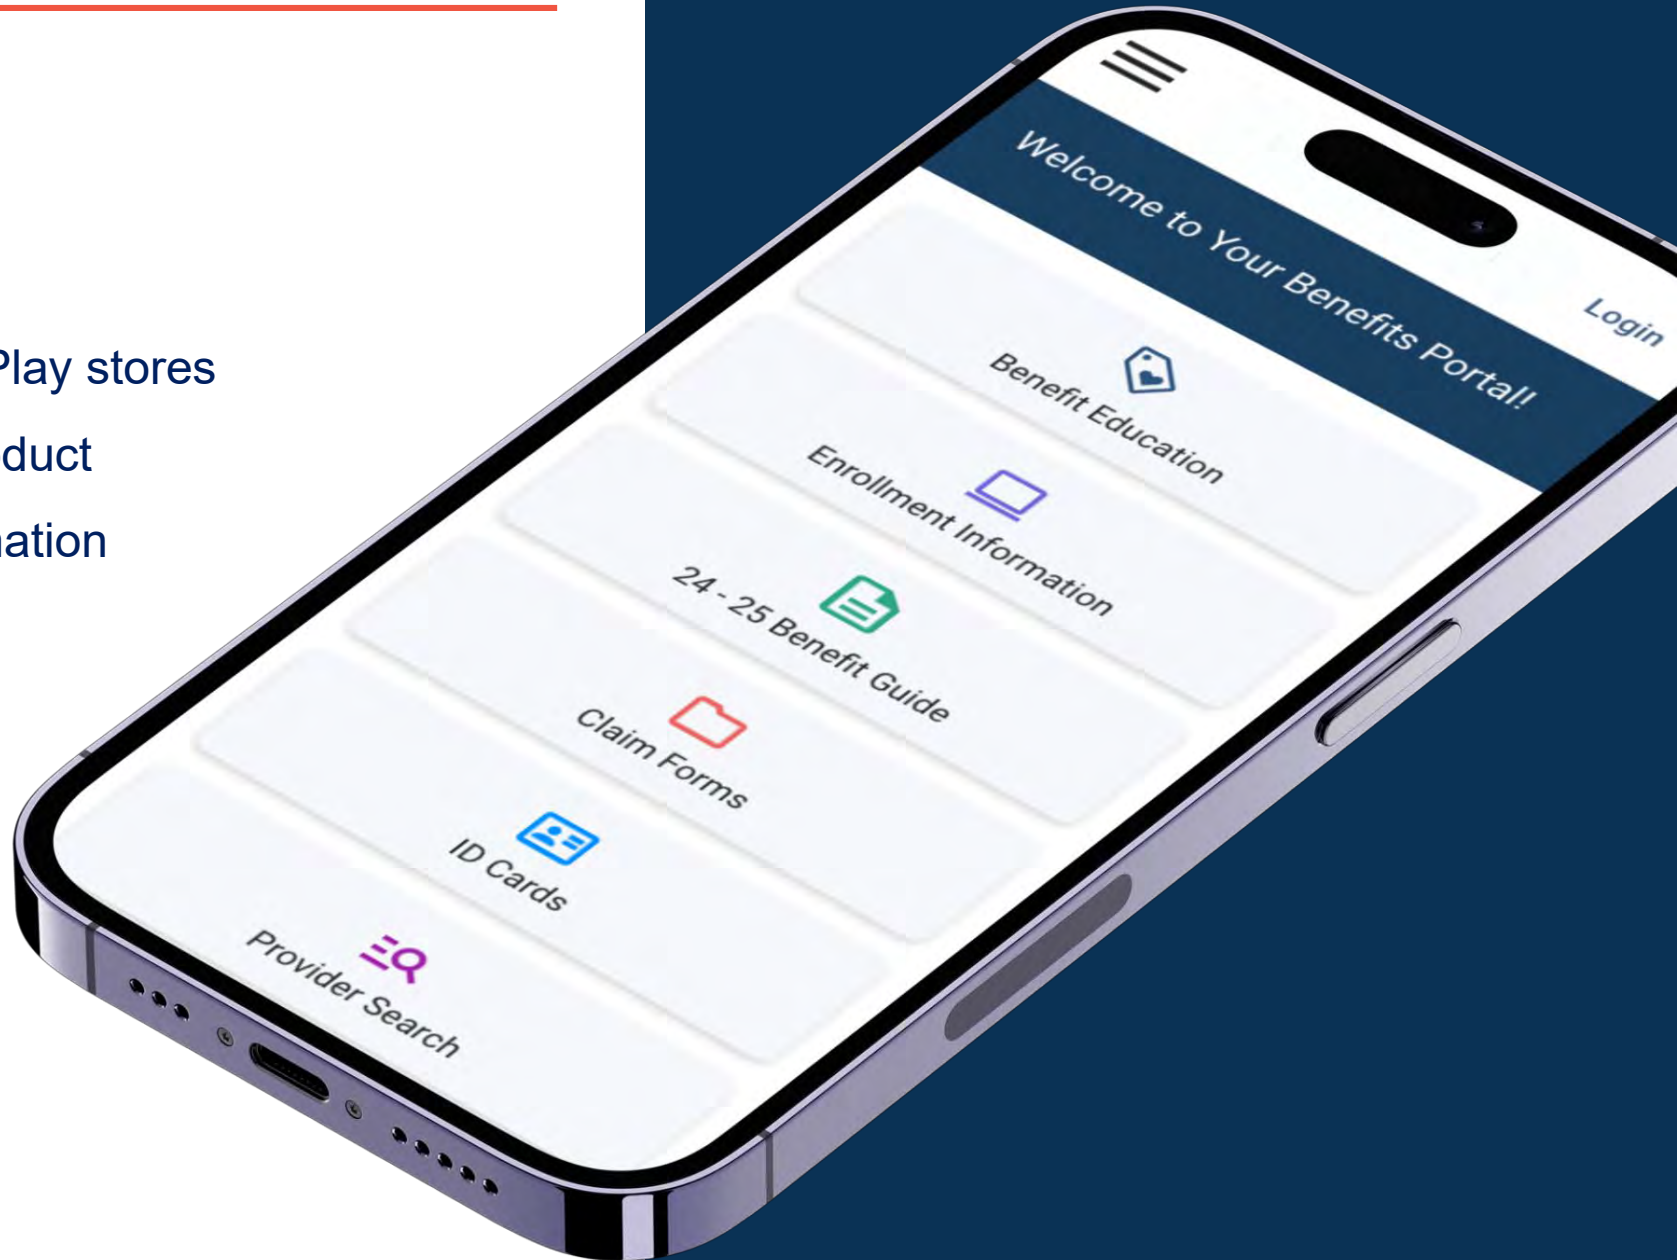 Play stores
duct
ation
Login
Welcome to Your Benefits Portal!
Benefit Education
Enrollment Information
24 - 25 Benefit Guide
Claim Forms
ID Cards
Provider Search